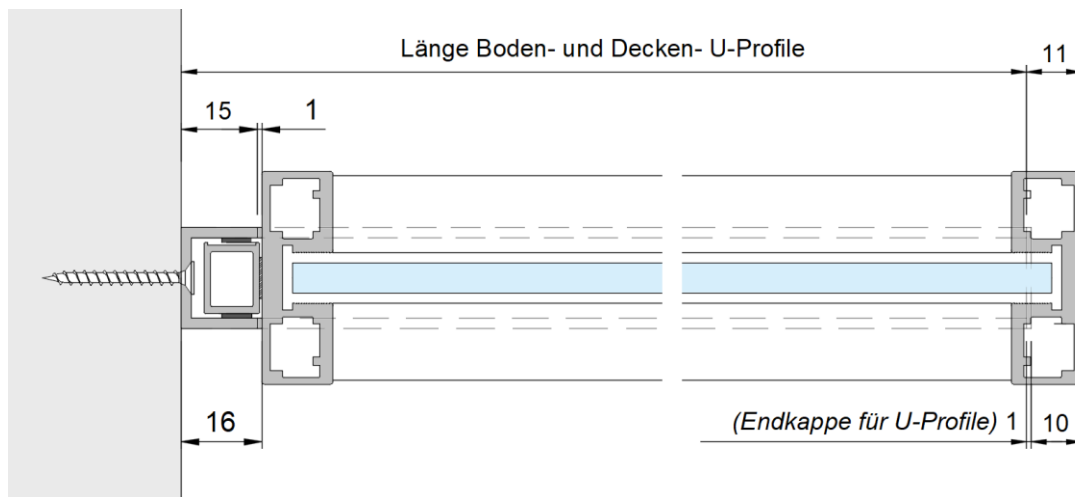 Länge Boden- und Decken- U-Profile
11
15
1
16
(Endkappe für U-Profile) 1
10